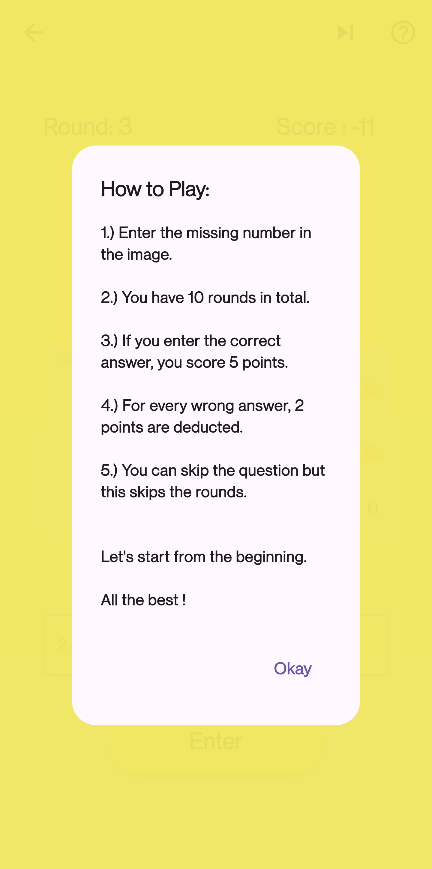 Round: 3
Score : -11
How to Play:
1.) Enter the missing number in
the image.
2.) You have 10 rounds in total.
3.) If you enter the correct
answer, you score 5 points.
4.) For every wrong answer, 2
points are deducted.
5.) You can skip the question but
this skips the rounds.
0
Let's start from the beginning.
All the best !
2
Okay
Enter